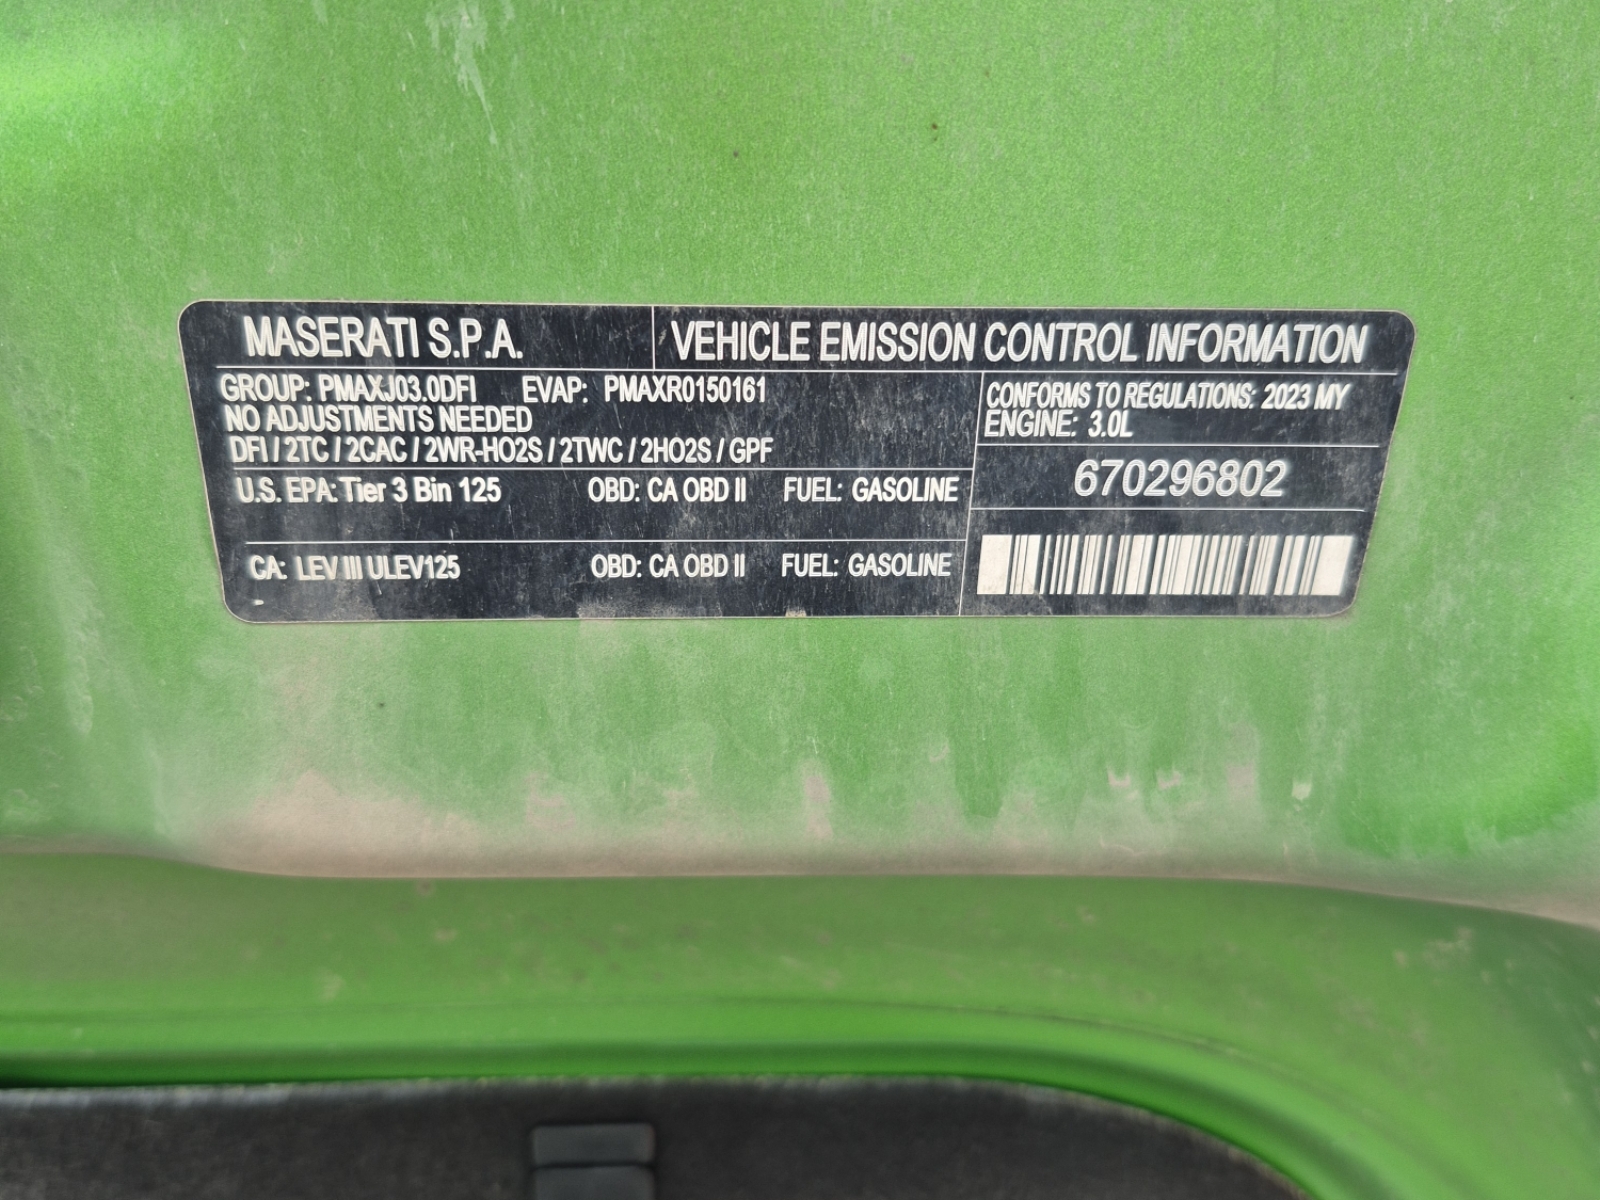 MASERATI S.P.A. VEHICLE EMISSION CONTROL INFORMATION
GROUP: PMAXJ03.0DFI EVAP: PMAXR0150161
NO ADJUSTMENTS NEEDED
DFI / 2TC / 2CAC / 2WR-HO2S / 2TWC / 2HO2S / GPF
CONFORMS TO REGULATIONS: 2023 MY
ENGINE: 3.0L
U.S. EPA: Tier 3 Bin 125 OBD: CA OBD II FUEL: GASOLINE
670296802
CA: LEV III ULEV125 OBD: CA OBD II FUEL: GASOLINE